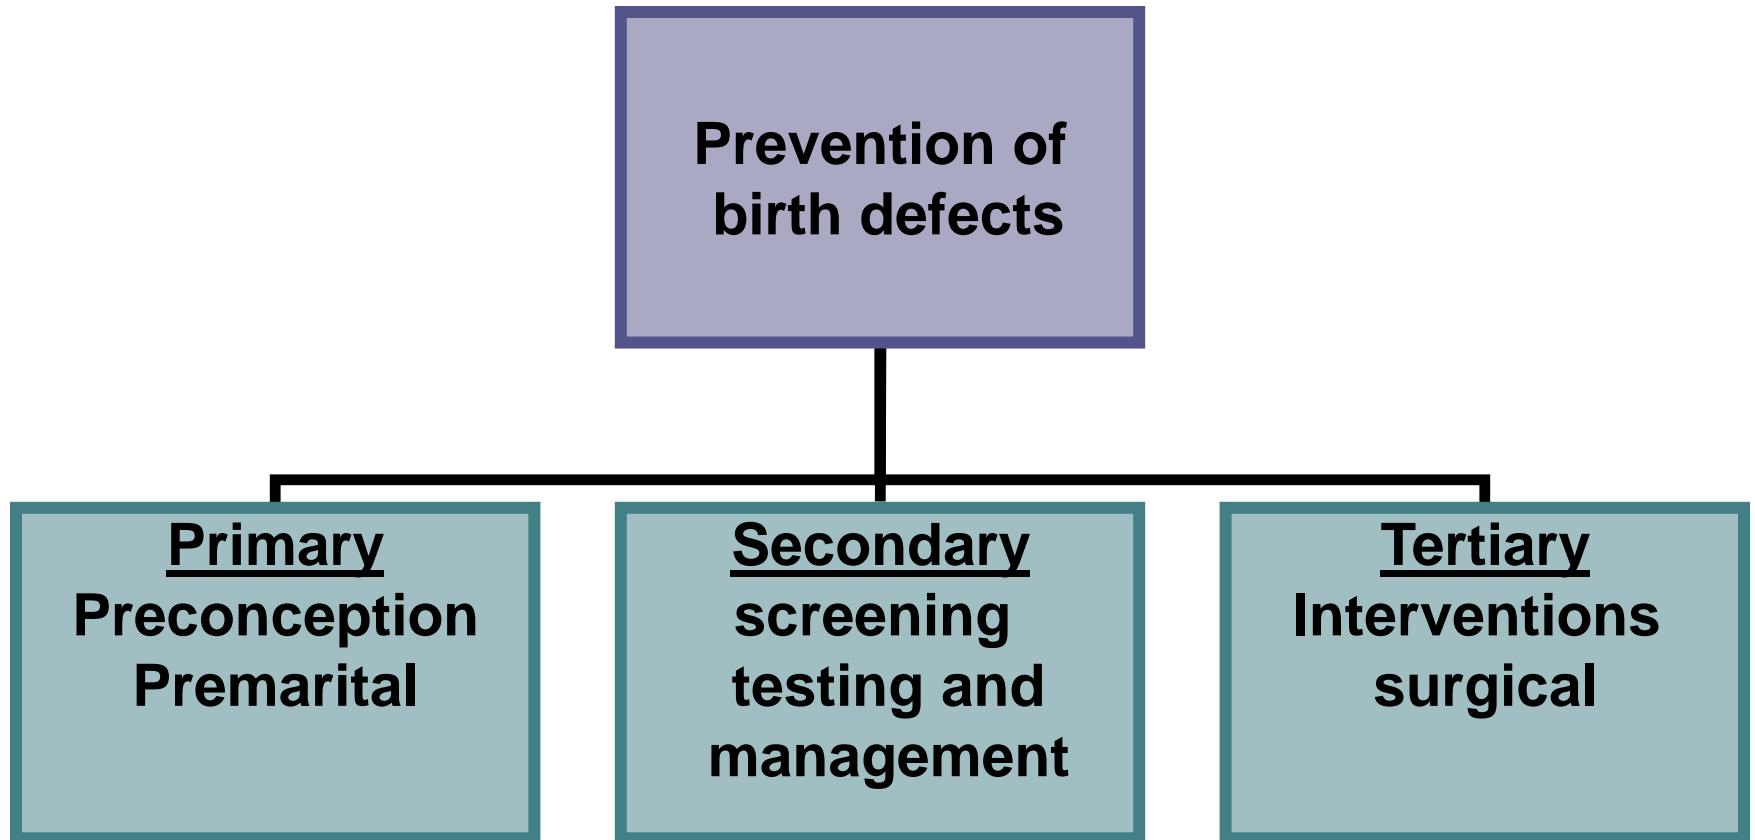 Prevention of
birth defects
Primary
Preconception
Premarital
Secondary
screening
testing and
management
Tertiary
Interventions
surgical